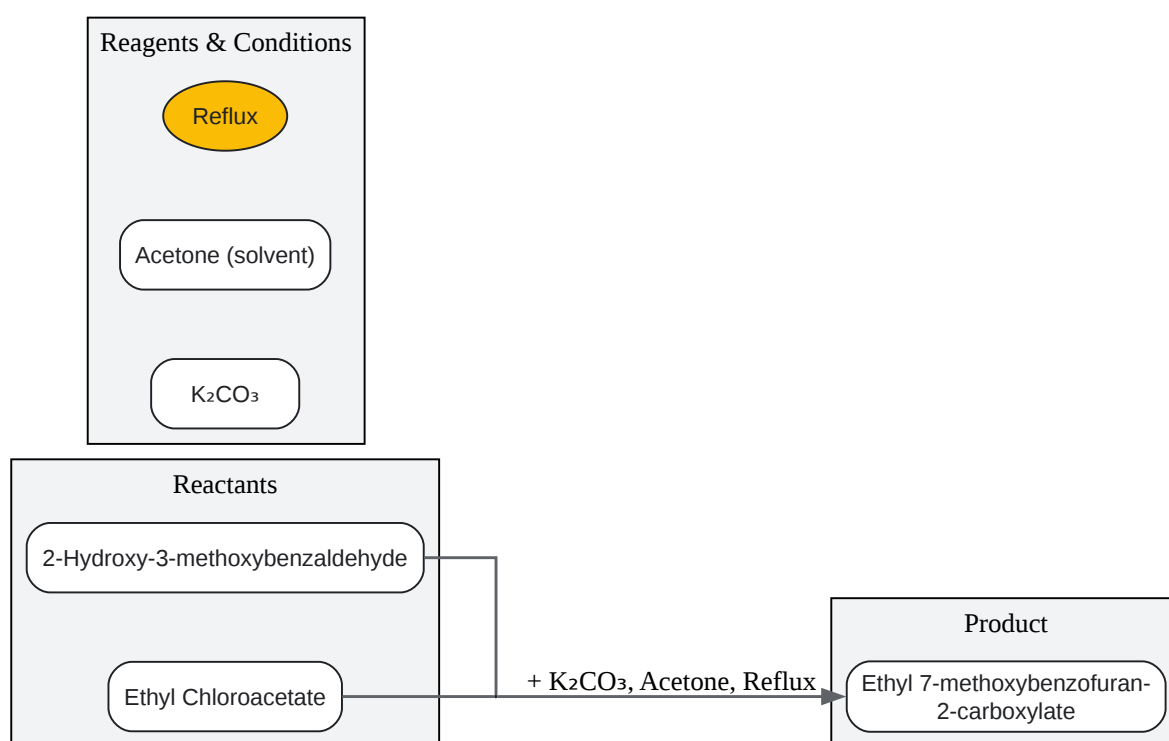 Reagents & Conditions
Reflux
Acetone (solvent)
K₂CO₃
Reactants
2-Hydroxy-3-methoxybenzaldehyde
Ethyl Chloroacetate
+ K₂CO₃, Acetone, Reflux
Product
Ethyl 7-methoxybenzofuran-
2-carboxylate